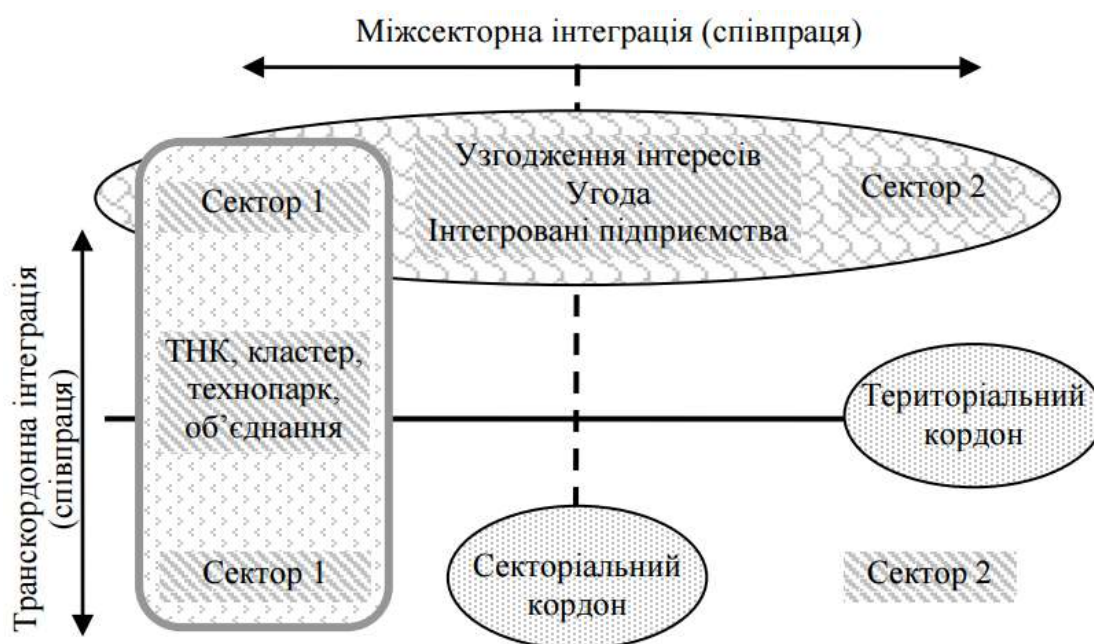 Міжсекторна інтеграція (співпраця)
Узгодження інтересів
Угода
Інтегровані підприємства
Сектор 1
Сектор 2
Транскордонна інтеграція
(співпраця)
ТНК, кластер,
технопарк,
об’єднання
Територіальний
кордон
Сектор 1
Секторіальний
кордон
Сектор 2